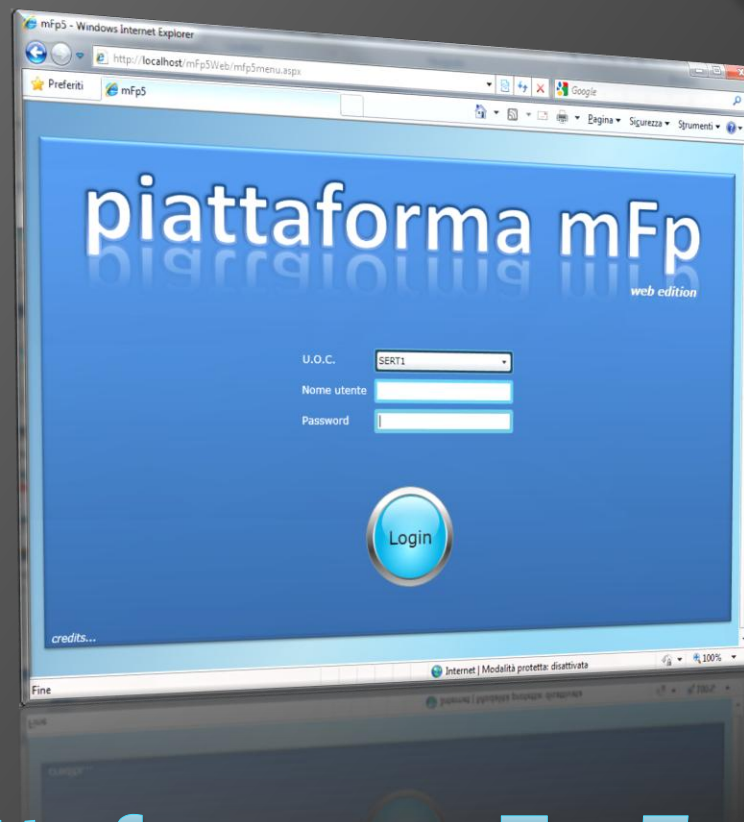 mFp5 - Windows Internet Explorer
http://localhost/mFp5Web/mfp5menu.aspx
Google
Preferiti
mFp5
Pagina
Sicurezza
Strumenti
piattaforma mFp
web edition
U.O.C.
SERT1
Nome utente
Password
Login
credits...
Internet | Modalità protetta: disattivata
100%
Fine